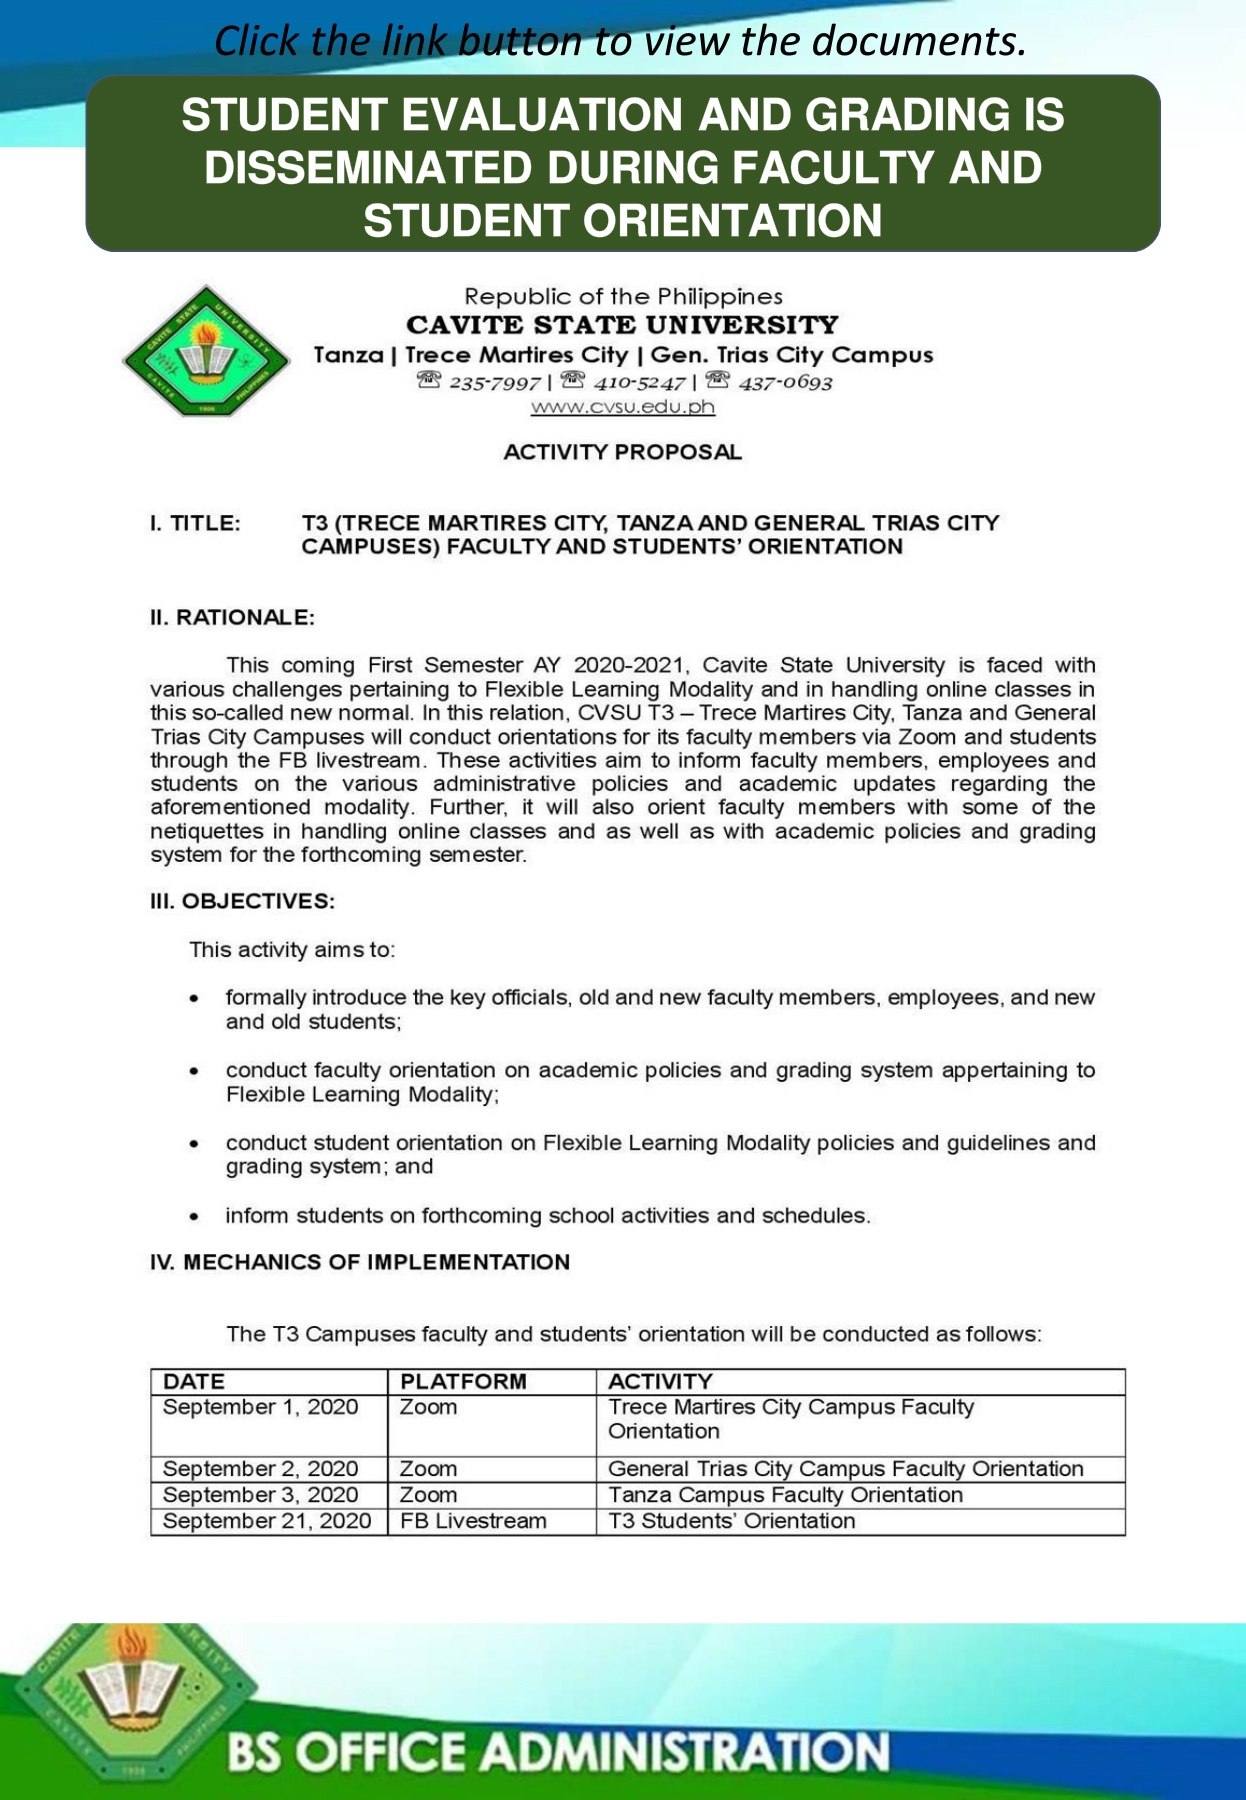 Click the link button to view the documents.
STUDENT EVALUATION AND GRADING IS
DISSEMINATED DURING FACULTY AND
STUDENT ORIENTATION
CAVITE STATE UNIVERSITY
CAVITE PHILIPPINES
1906
Republic of the Philippines
CAVITE STATE UNIVERSITY
Tanza | Trece Martires City | Gen. Trias City Campus
☏ 235-7997 | ☏ 410-5247 | ☏ 437-0693
www.cvsu.edu.ph
ACTIVITY PROPOSAL
I. TITLE: T3 (TRECE MARTIRES CITY, TANZA AND GENERAL TRIAS CITY
CAMPUSES) FACULTY AND STUDENTS’ ORIENTATION
II. RATIONALE:
This coming First Semester AY 2020-2021, Cavite State University is faced with
various challenges pertaining to Flexible Learning Modality and in handling online classes in
this so-called new normal. In this relation, CVSU T3 – Trece Martires City, Tanza and General
Trias City Campuses will conduct orientations for its faculty members via Zoom and students
through the FB livestream. These activities aim to inform faculty members, employees and
students on the various administrative policies and academic updates regarding the
aforementioned modality. Further, it will also orient faculty members with some of the
netiquettes in handling online classes and as well as with academic policies and grading
system for the forthcoming semester.
III. OBJECTIVES:
This activity aims to:
• formally introduce the key officials, old and new faculty members, employees, and new
and old students;
• conduct faculty orientation on academic policies and grading system appertaining to
Flexible Learning Modality;
• conduct student orientation on Flexible Learning Modality policies and guidelines and
grading system; and
• inform students on forthcoming school activities and schedules.
IV. MECHANICS OF IMPLEMENTATION
The T3 Campuses faculty and students’ orientation will be conducted as follows:
DATE PLATFORM ACTIVITY
September 1, 2020 Zoom Trece Martires City Campus Faculty
Orientation
September 2, 2020 Zoom General Trias City Campus Faculty Orientation
September 3, 2020 Zoom Tanza Campus Faculty Orientation
September 21, 2020 FB Livestream T3 Students’ Orientation
CAVITE
CAVITE PHILIPPINES
1906
BS OFFICE ADMINISTRATION